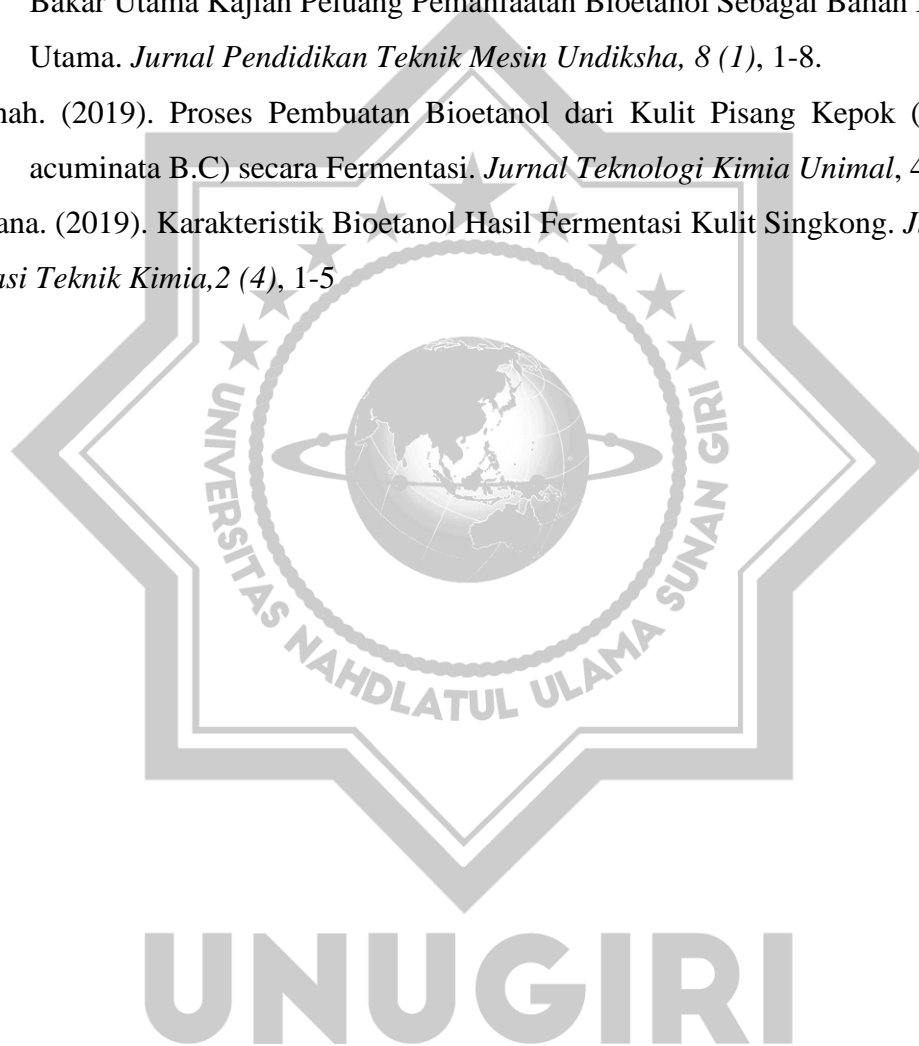 Bakar Utama Kajian Peluang Pemanfaatan Bioetanol Sebagai Bahan
Utama. Jurnal Pendidikan Teknik Mesin Undiksha, 8 (1), 1-8.
nah. (2019). Proses Pembuatan Bioetanol dari Kulit Pisang Kepok (
acuminata B.C) secara Fermentasi. Jurnal Teknologi Kimia Unimal, 4
ana. (2019). Karakteristik Bioetanol Hasil Fermentasi Kulit Singkong.
asi Teknik Kimia,2 (4), 1-5
UNIVERSITAS NAHDLATUL ULAMA SUNAN GIRI
UNUGIRI